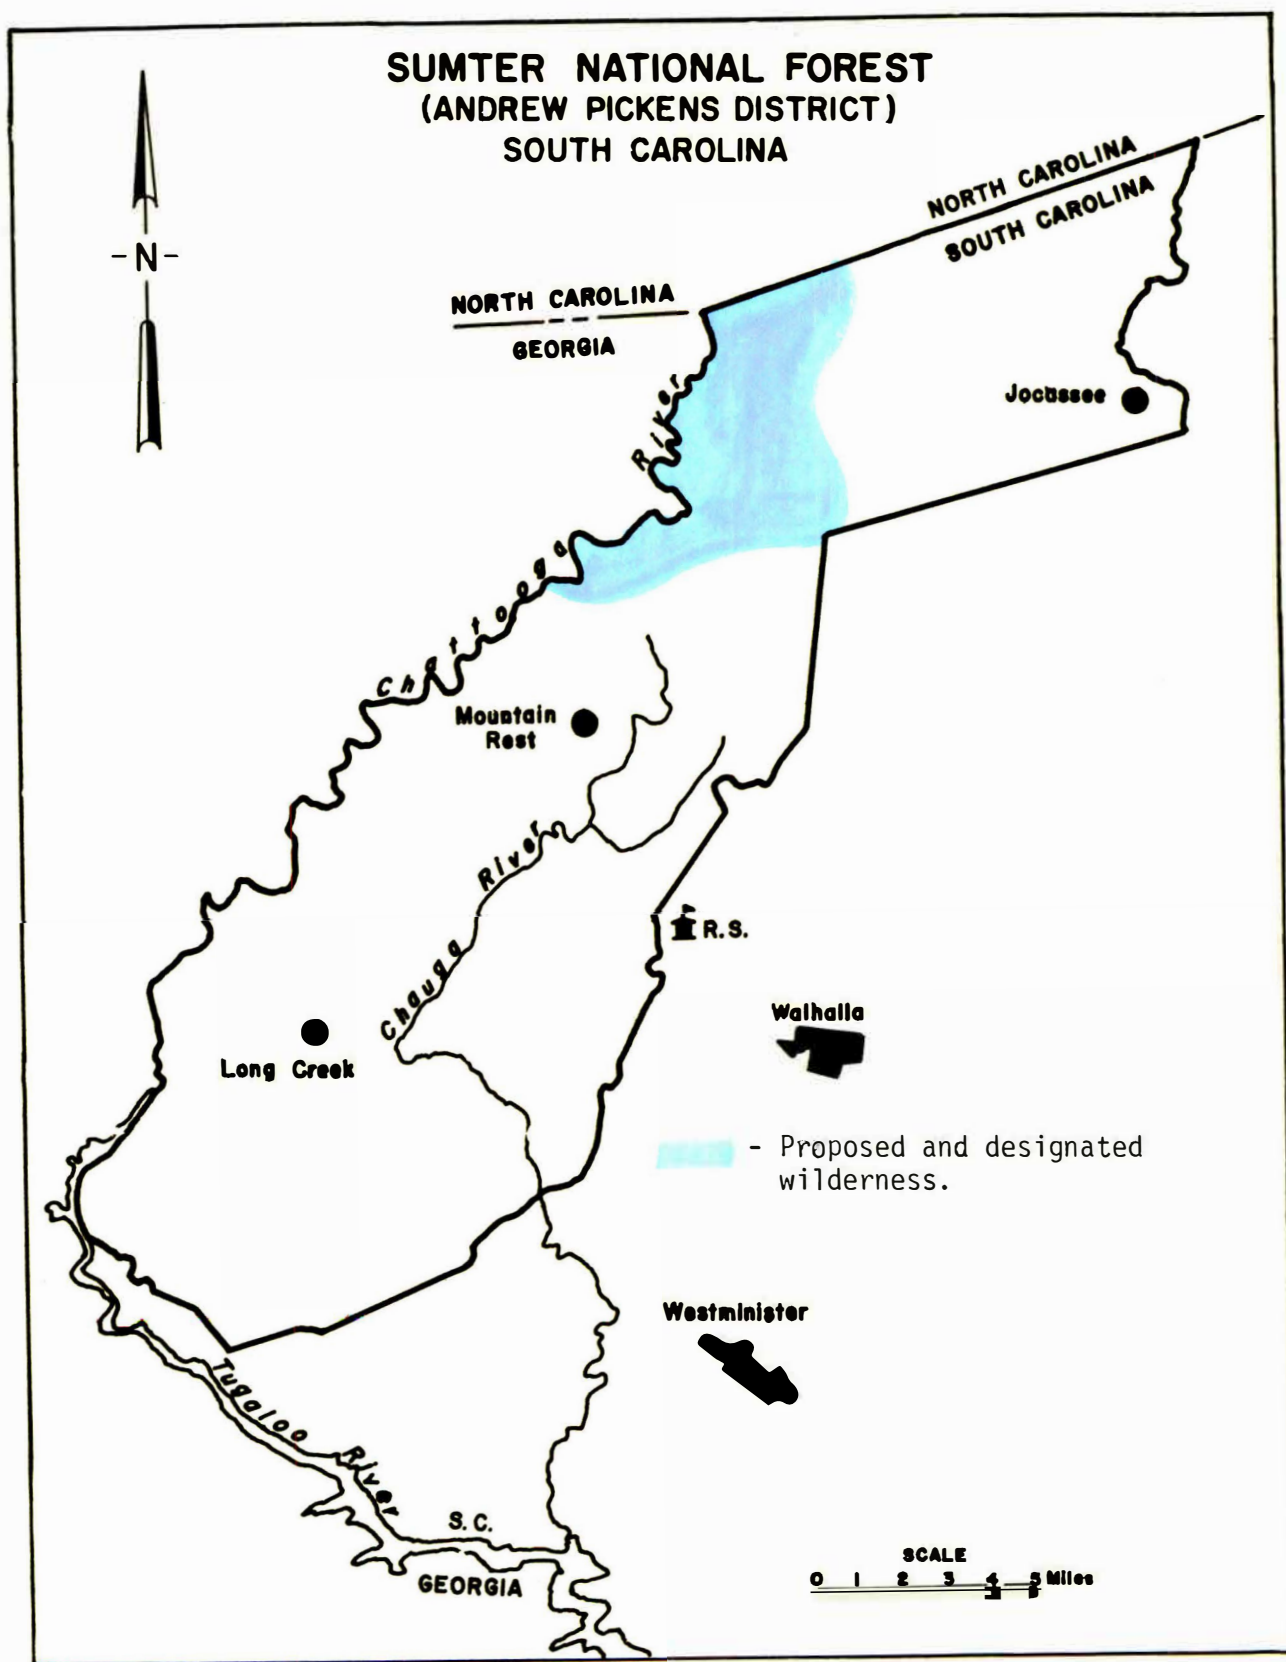 SUMTER NATIONAL FOREST
(ANDREW PICKENS DISTRICT)
SOUTH CAROLINA
-N-
NORTH CAROLINA
SOUTH CAROLINA
NORTH CAROLINA
GEORGIA
Jocassee
Chattooga River
Mountain
Rest
Chauga River
R.S.
Long Creek
Walhalla
- Proposed and designated
wilderness.
Westminister
Tugaloo River
S.C.
GEORGIA
SCALE
0 1 2 3 4 5 Miles